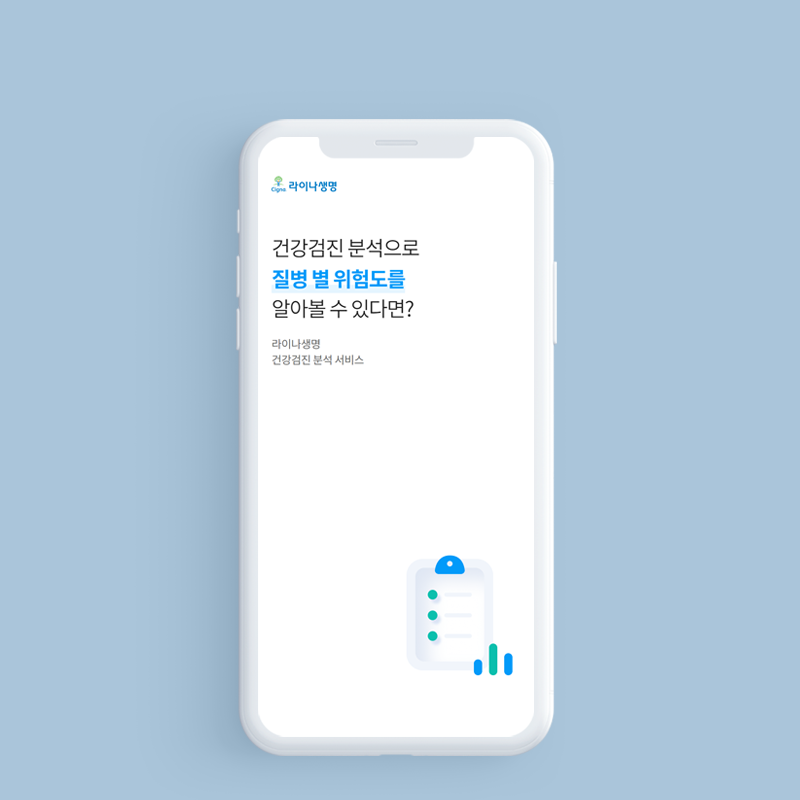 Cigna 라이나생명
건강검진 분석으로
질병 별 위험도를
알아볼 수 있다면?
라이나생명
건강검진 분석 서비스